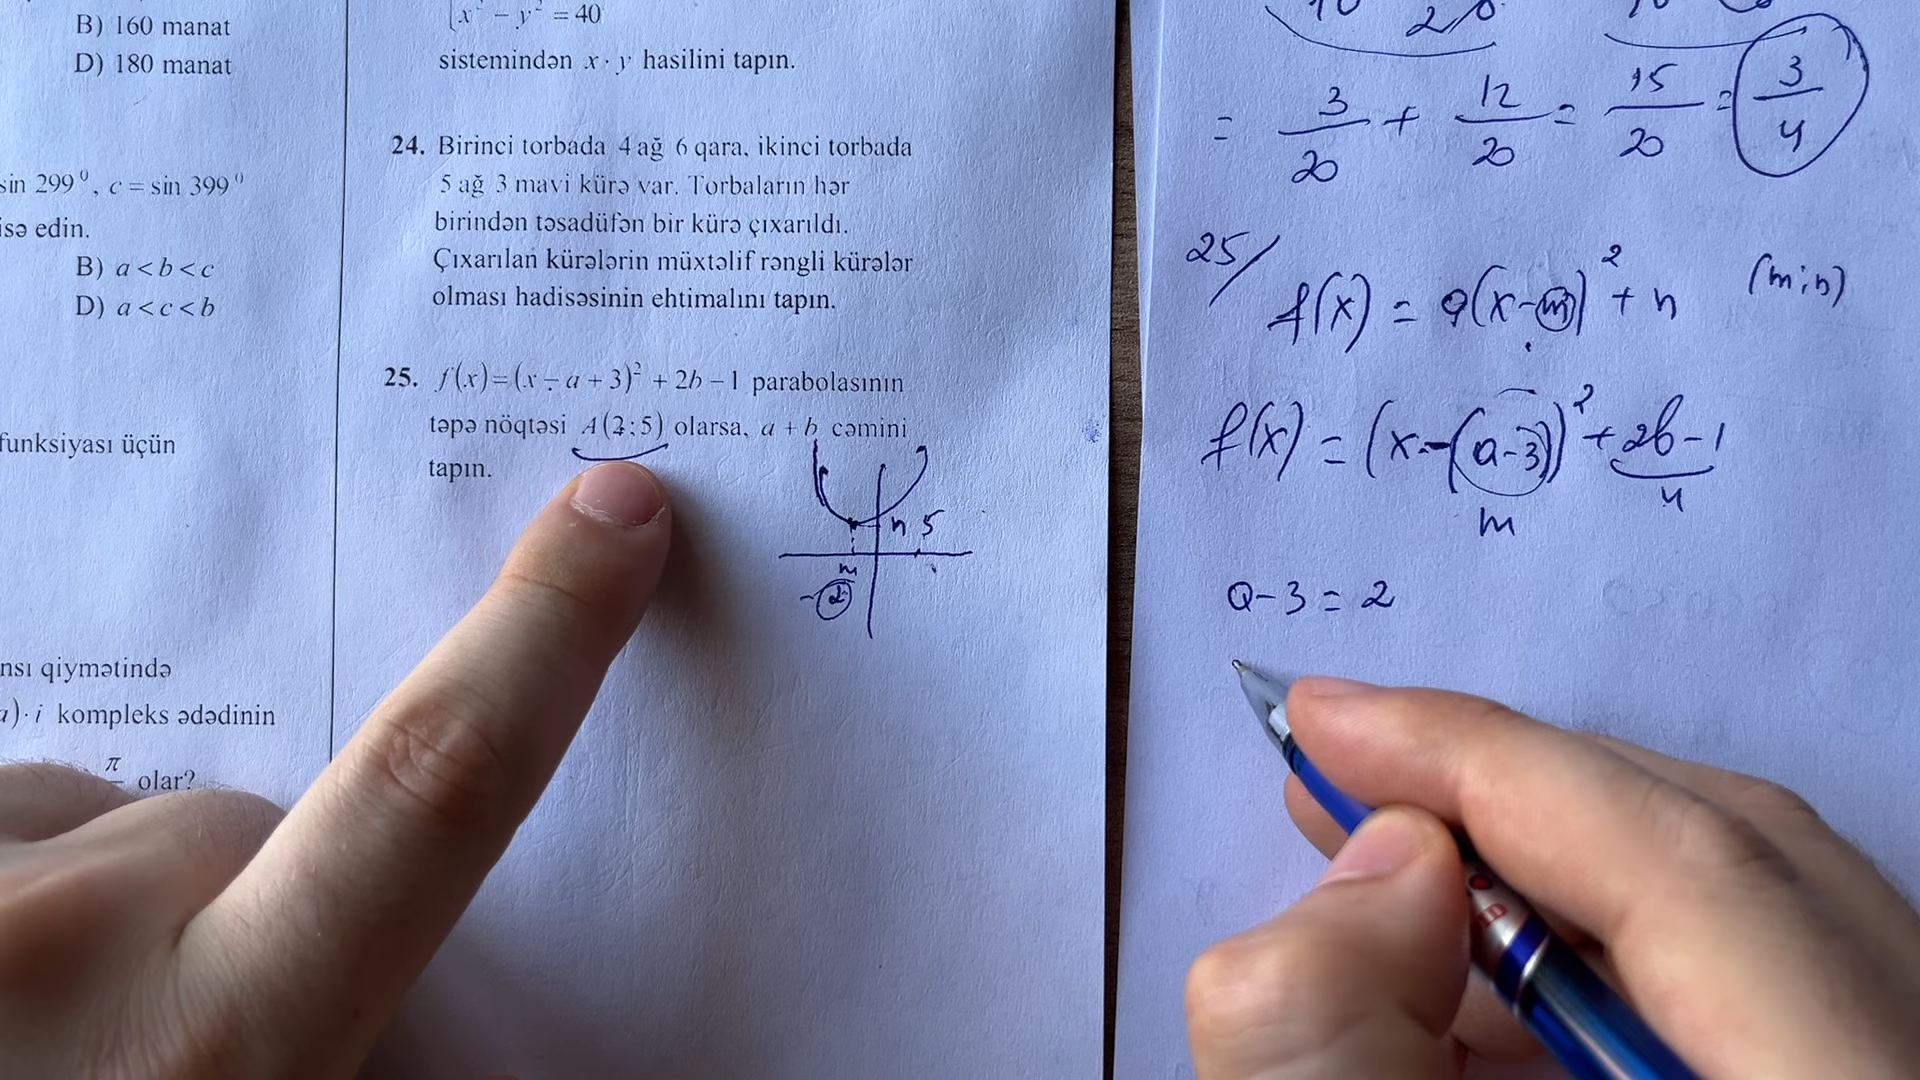 B) 160 manat
D) 180 manat
sin 299⁰, c = sin 399⁰
isə edin.
B) a < b < c
D) a < c < b
funksiyası üçün
nsı qiymətində
a) · i kompleks ədədinin
π
olar?
x² − y² = 40
sistemindən x · y hasilini tapın.
24. Birinci torbada 4 ağ 6 qara, ikinci torbada
5 ağ 3 mavi kürə var. Torbaların hər
birindən təsadüfən bir kürə çıxarıldı.
Çıxarılan kürələrin müxtəlif rəngli kürələr
olması hadisəsinin ehtimalını tapın.
25. f(x) = (x − a + 3)² + 2b − 1 parabolasının
təpə nöqtəsi A(2;5) olarsa, a + b cəmini
tapın.
n 5
m
2
= 3/20 + 12/20 = 15/20 = 3/4
25/
f(x) = a(x−m)² + n (min)
f(x) = (x−(a−3))² + 2b−1
m
a−3 = 2